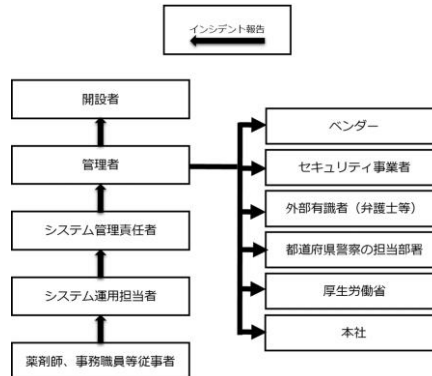 インシデント報告
開設者
管理者
システム管理責任者
システム運用担当者
薬剤師、事務職員等従事者
ベンダー
セキュリティ事業者
外部有識者（弁護士等）
都道府県警察の担当部署
厚生労働省
本社